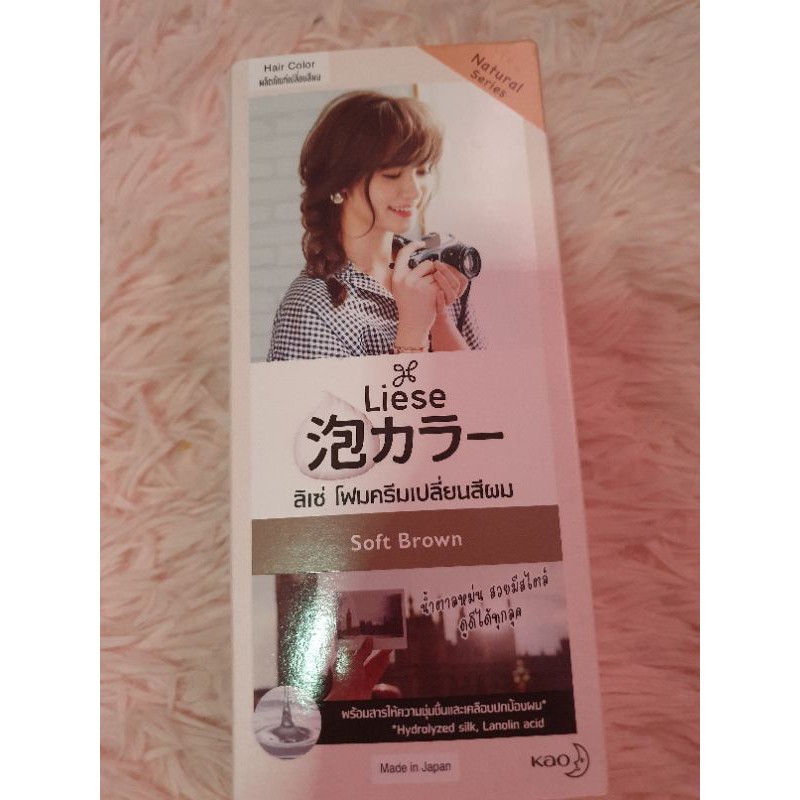 Hair Color
ผลิตภัณฑ์เปลี่ยนสีผม
Natural
Series
Liese
泡カラー
ลิเซ่ โฟมครีมเปลี่ยนสีผม
Soft Brown
น้ำตาลหม่น สวยมีสไตล์
ดูดีได้ทุกลุค
พร้อมสารให้ความชุ่มชื้นและเคลือบปกป้องผม*
*Hydrolyzed silk, Lanolin acid
Made in Japan
Kao